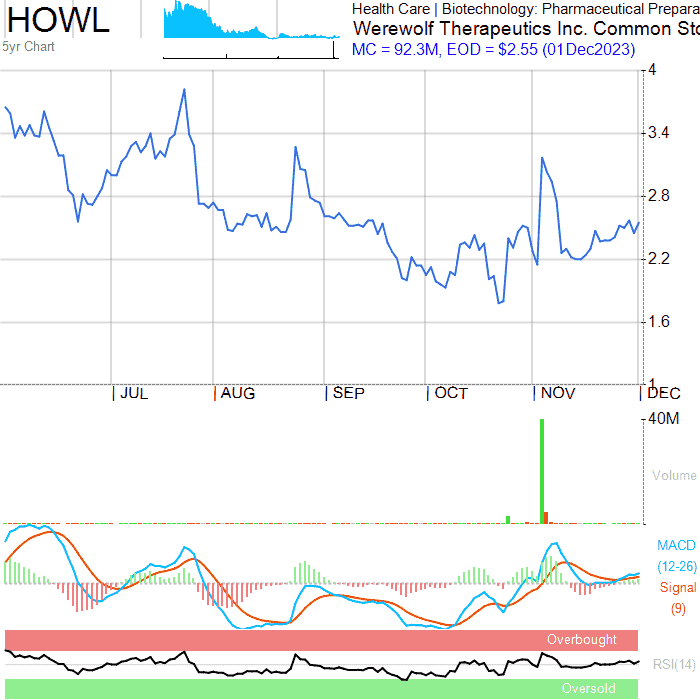 HOWL
5yr Chart
Health Care | Biotechnology: Pharmaceutical Prepara
Werewolf Therapeutics Inc. Common Sto
MC = 92.3M, EOD = $2.55 (01Dec2023)
4
3.4
2.8
2.2
1.6
1
JUL
AUG
SEP
OCT
NOV
DEC
40M
Volume
MACD
(12-26)
Signal
(9)
Overbought
RSI(14)
Oversold